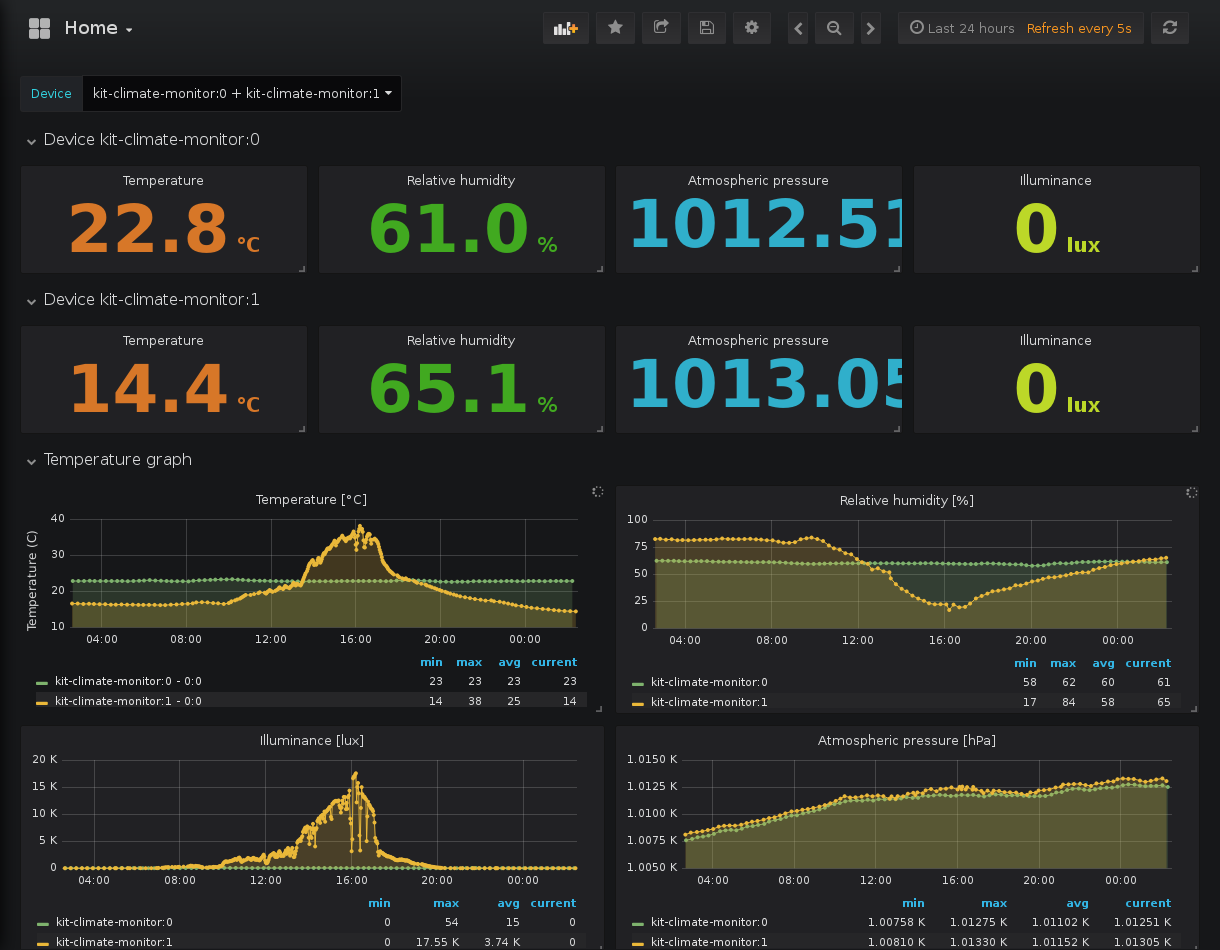 Home
Last 24 hours Refresh every 5s
Device kit-climate-monitor:0 + kit-climate-monitor:1
Device kit-climate-monitor:0
Temperature Relative humidity Atmospheric pressure Illuminance
22.8 °C 61.0 % 1012.51 0 lux
Device kit-climate-monitor:1
Temperature Relative humidity Atmospheric pressure Illuminance
14.4 °C 65.1 % 1013.05 0 lux
Temperature graph
Temperature [°C]
Temperature (C)
40
30
20
10
04:00 08:00 12:00 16:00 20:00 00:00
min max avg current
kit-climate-monitor:0 - 0:0 23 23 23 23
kit-climate-monitor:1 - 0:0 14 38 25 14
Relative humidity [%]
100
75
50
25
0
04:00 08:00 12:00 16:00 20:00 00:00
min max avg current
kit-climate-monitor:0 58 62 60 61
kit-climate-monitor:1 17 84 58 65
Illuminance [lux]
20 K
15 K
10 K
5 K
0
04:00 08:00 12:00 16:00 20:00 00:00
min max avg current
kit-climate-monitor:0 0 54 15 0
kit-climate-monitor:1 0 17.55 K 3.74 K 0
Atmospheric pressure [hPa]
1.0150 K
1.0125 K
1.0100 K
1.0075 K
1.0050 K
04:00 08:00 12:00 16:00 20:00 00:00
min max avg current
kit-climate-monitor:0 1.00758 K 1.01275 K 1.01102 K 1.01251 K
kit-climate-monitor:1 1.00810 K 1.01330 K 1.01152 K 1.01305 K